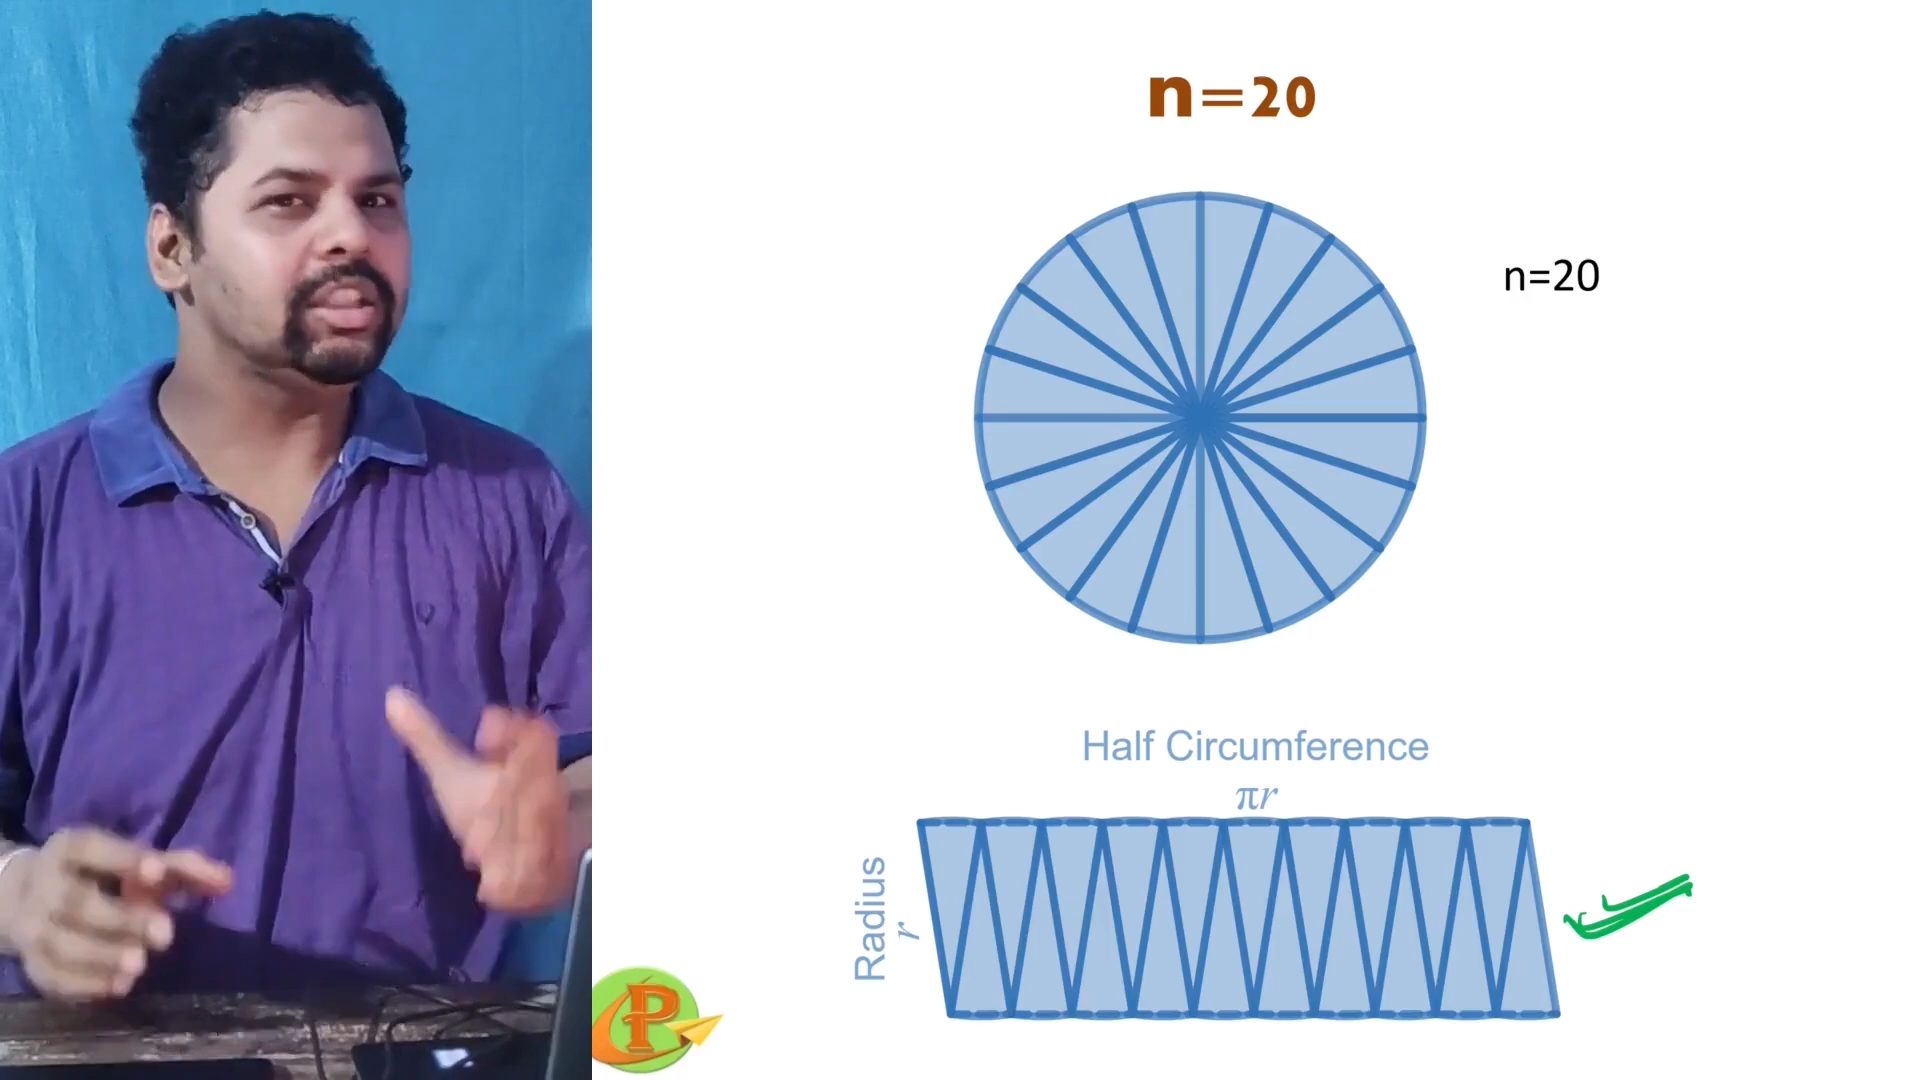 n=20
n=20
Half Circumference
πr
Radius
r
P